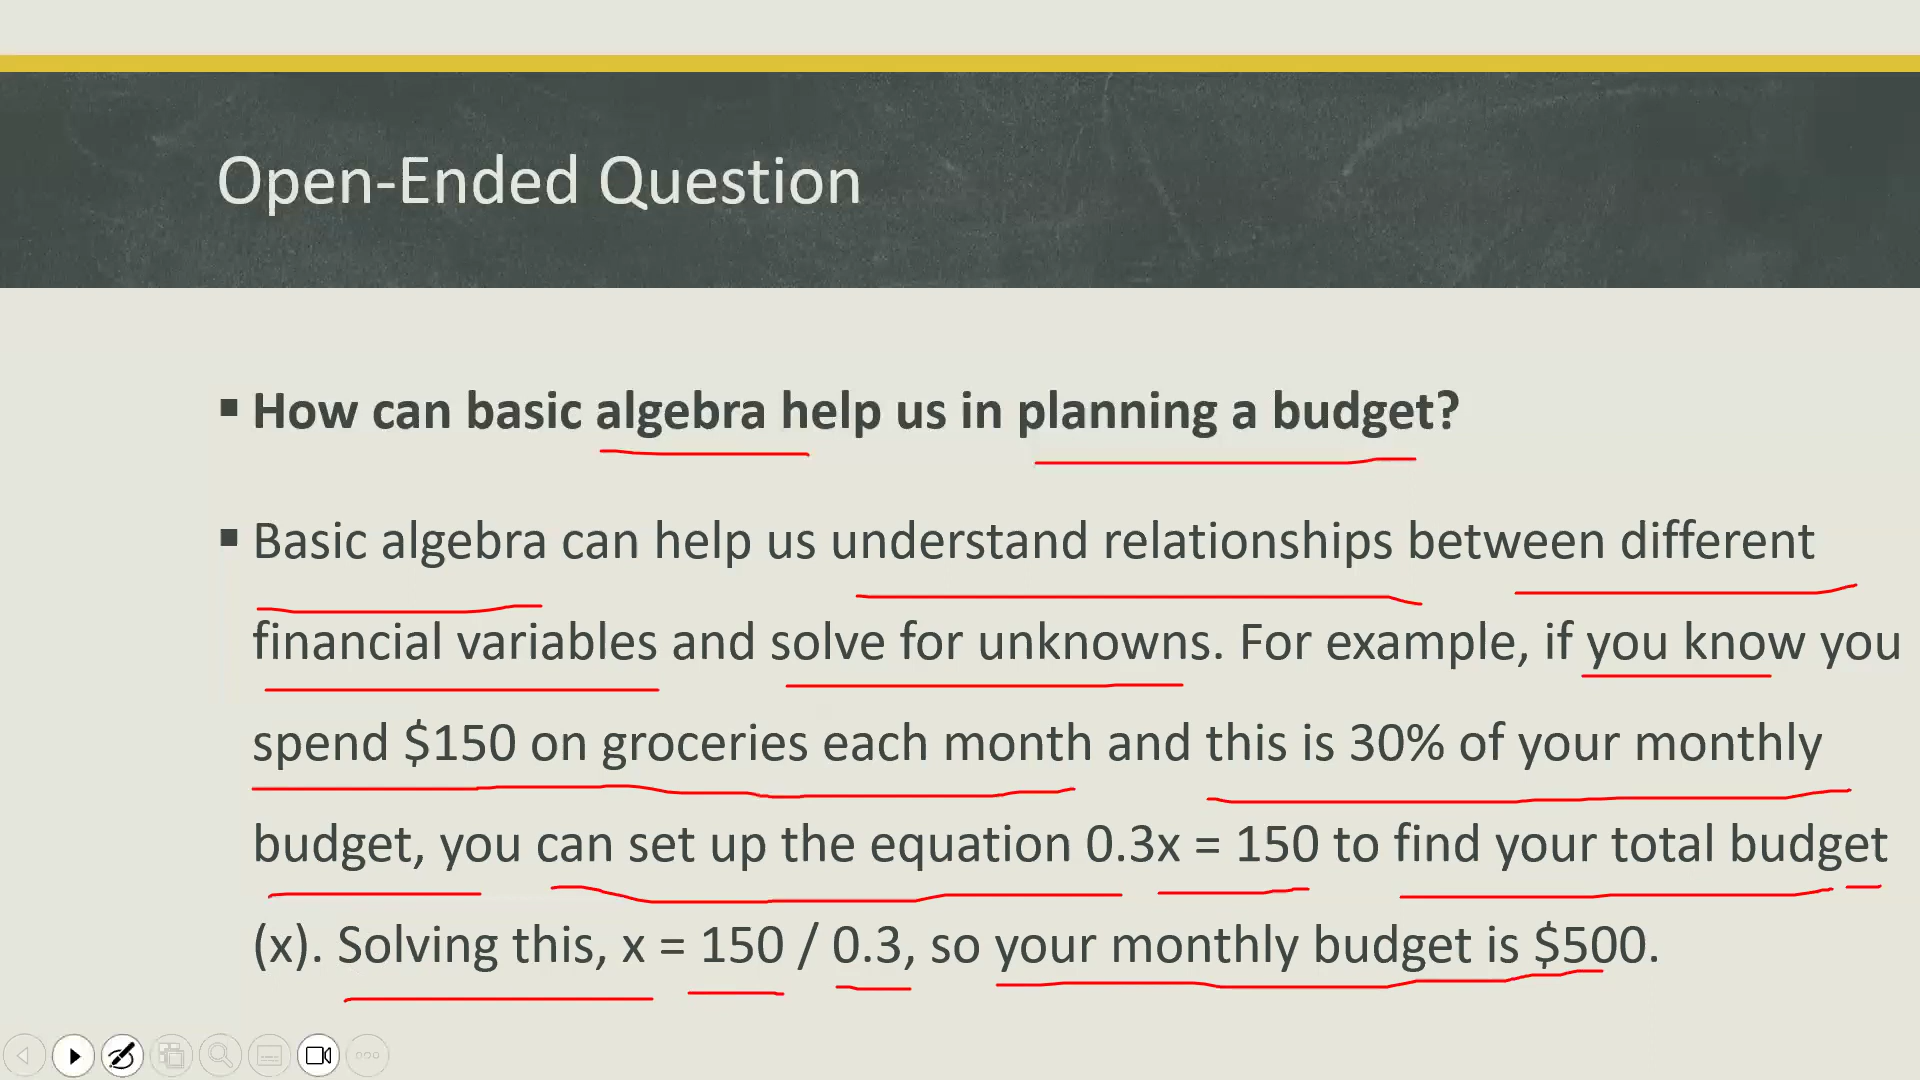 Open-Ended Question
▪ How can basic algebra help us in planning a budget?
▪ Basic algebra can help us understand relationships between different
financial variables and solve for unknowns. For example, if you know you
spend $150 on groceries each month and this is 30% of your monthly
budget, you can set up the equation 0.3x = 150 to find your total budget
(x). Solving this, x = 150 / 0.3, so your monthly budget is $500.